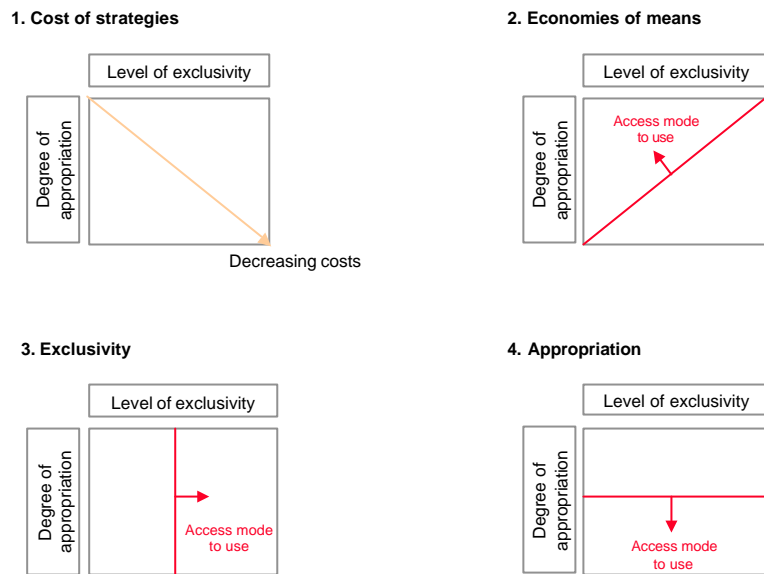 1. Cost of strategies
Level of exclusivity
Degree of
appropriation
Decreasing costs
2. Economies of means
Level of exclusivity
Degree of
appropriation
Access mode
to use
3. Exclusivity
Level of exclusivity
Degree of
appropriation
Access mode
to use
4. Appropriation
Level of exclusivity
Degree of
appropriation
Access mode
to use